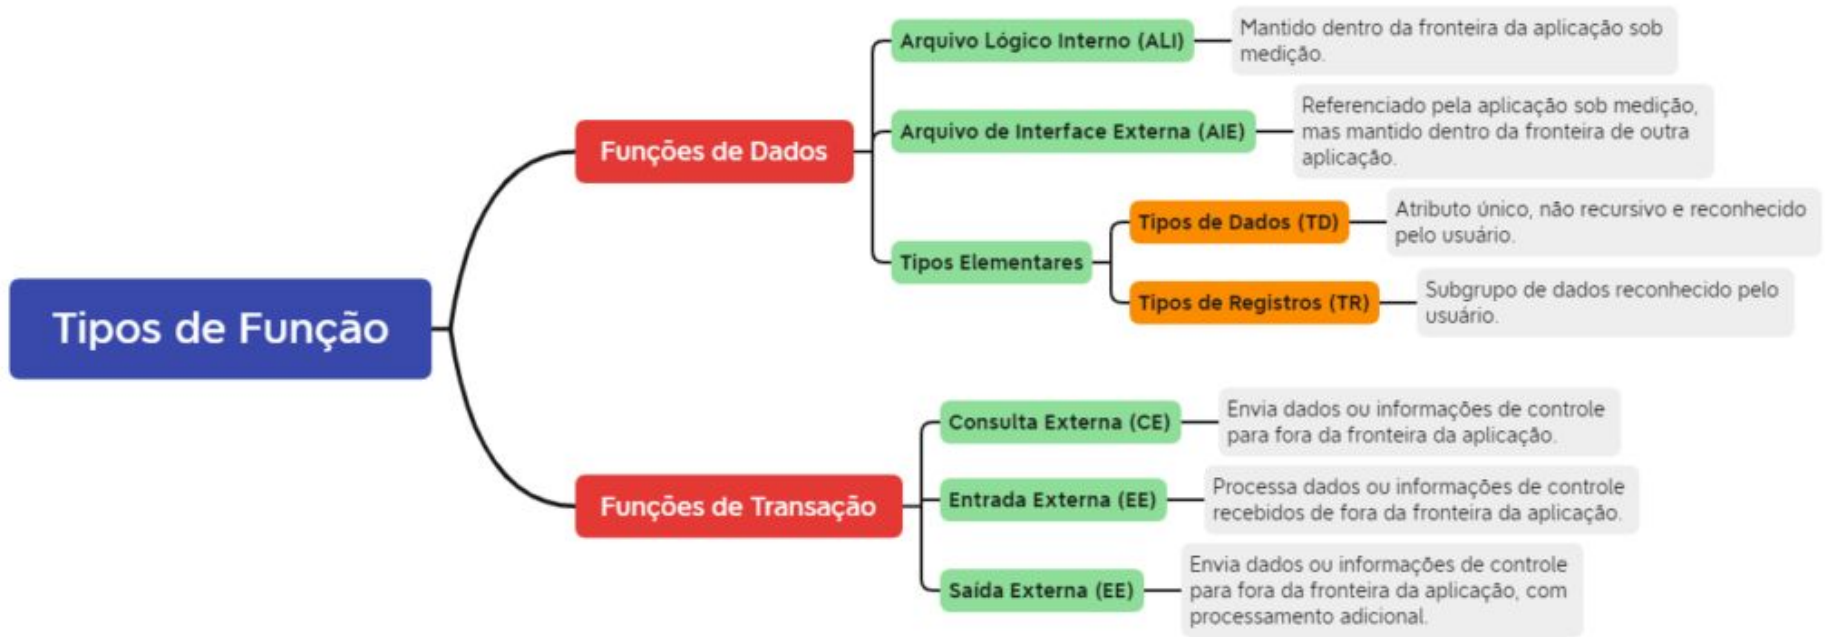 Tipos de Função
Funções de Dados
Arquivo Lógico Interno (ALI)
Mantido dentro da fronteira da aplicação sob
medição.
Arquivo de Interface Externa (AIE)
Referenciado pela aplicação sob medição,
mas mantido dentro da fronteira de outra
aplicação.
Tipos Elementares
Tipos de Dados (TD)
Atributo único, não recursivo e reconhecido
pelo usuário.
Tipos de Registros (TR)
Subgrupo de dados reconhecido pelo
usuário.
Funções de Transação
Consulta Externa (CE)
Envia dados ou informações de controle
para fora da fronteira da aplicação.
Entrada Externa (EE)
Processa dados ou informações de controle
recebidos de fora da fronteira da aplicação.
Saída Externa (EE)
Envia dados ou informações de controle
para fora da fronteira da aplicação, com
processamento adicional.